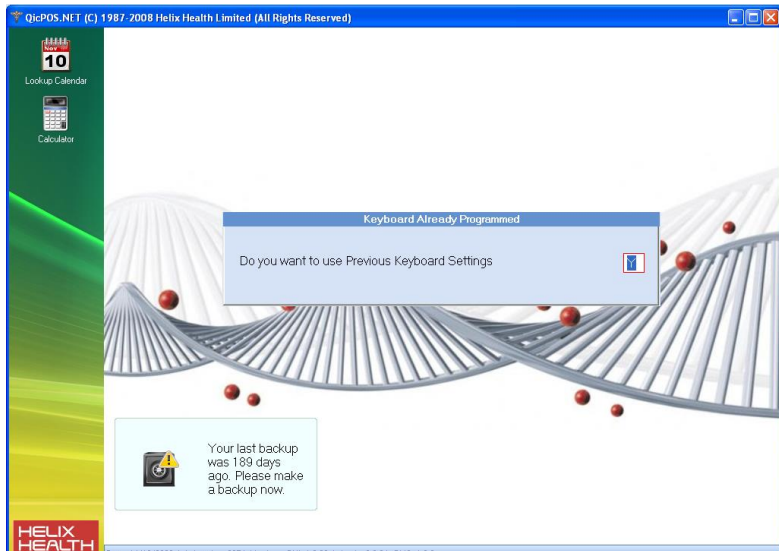 QicPOS.NET (C) 1987-2008 Helix Health Limited (All Rights Reserved)
Nov
10
Lookup Calendar
Calculator
Keyboard Already Programmed
Do you want to use Previous Keyboard Settings
Y
Your last backup
was 189 days
ago. Please make
a backup now.
HELIX
HEALTH